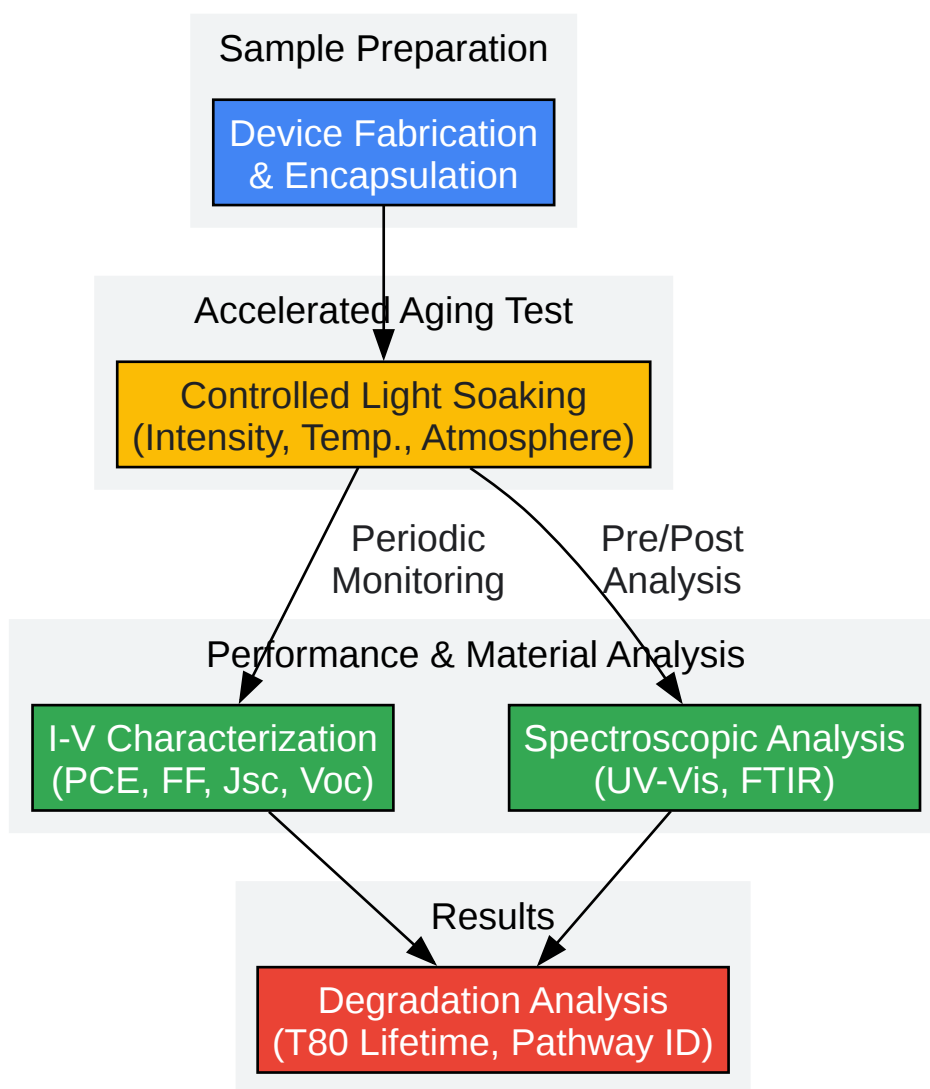 Sample Preparation
Device Fabrication
& Encapsulation
Accelerated Aging Test
Controlled Light Soaking
(Intensity, Temp., Atmosphere)
Periodic
Monitoring
Pre/Post
Analysis
Performance & Material Analysis
I-V Characterization
(PCE, FF, Jsc, Voc)
Spectroscopic Analysis
(UV-Vis, FTIR)
Results
Degradation Analysis
(T80 Lifetime, Pathway ID)